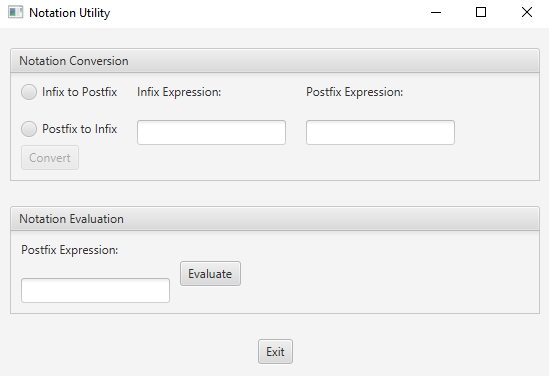 Notation Utility
Notation Conversion
Infix to Postfix Infix Expression: Postfix Expression:
Postfix to Infix
Convert
Notation Evaluation
Postfix Expression:
Evaluate
Exit